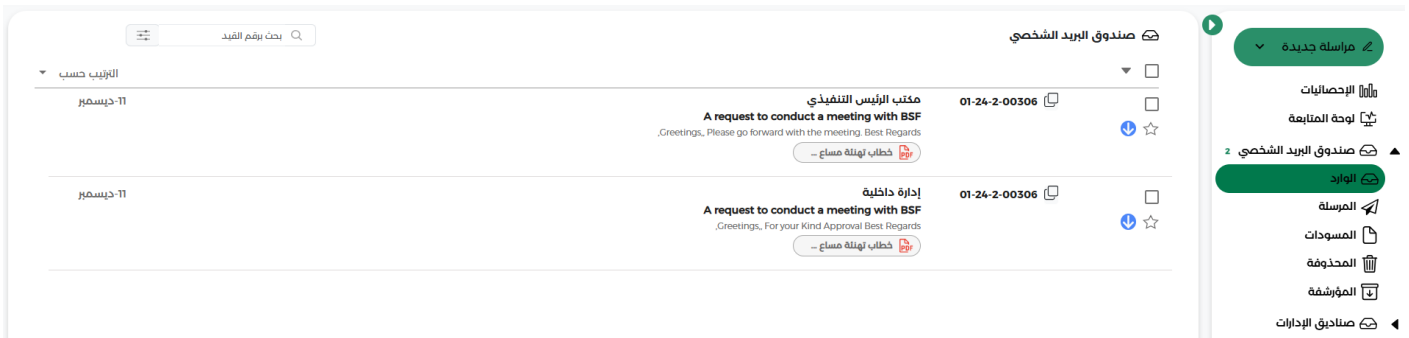 مراسلة جديدة
الإحصائيات
لوحة المتابعة
صندوق البريد الشخصي 2
الوارد
المرسلة
المسودات
المحذوفة
المؤرشفة
صناديق الإدارات
صندوق البريد الشخصي
بحث برقم القيد
الترتيب حسب
01-24-2-00306
مكتب الرئيس التنفيذي
11-ديسمبر
A request to conduct a meeting with BSF
,Greetings,, Please go forward with the meeting. Best Regards
خطاب تهنئة مساع ...
PDF
01-24-2-00306
إدارة داخلية
11-ديسمبر
A request to conduct a meeting with BSF
,Greetings,, For your Kind Approval Best Regards
خطاب تهنئة مساع ...
PDF